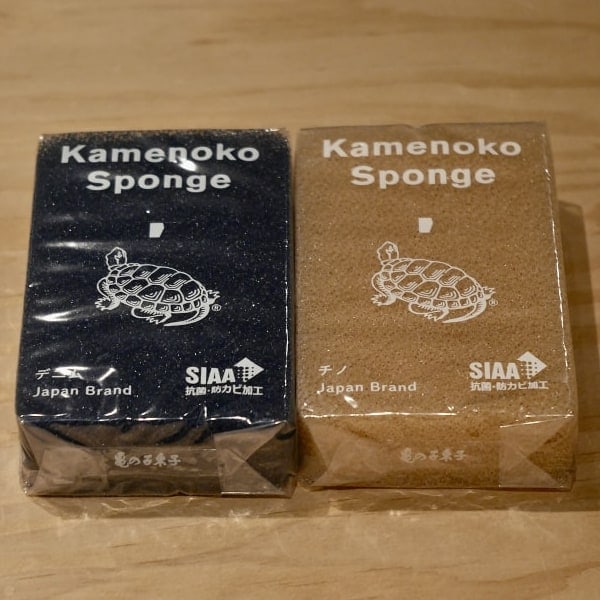 Kamenoko
Sponge
デニム
Japan Brand
SIAA
抗菌・防カビ加工
亀の子束子
Kamenoko
Sponge
チノ
Japan Brand
SIAA
抗菌・防カビ加工
亀の子束子